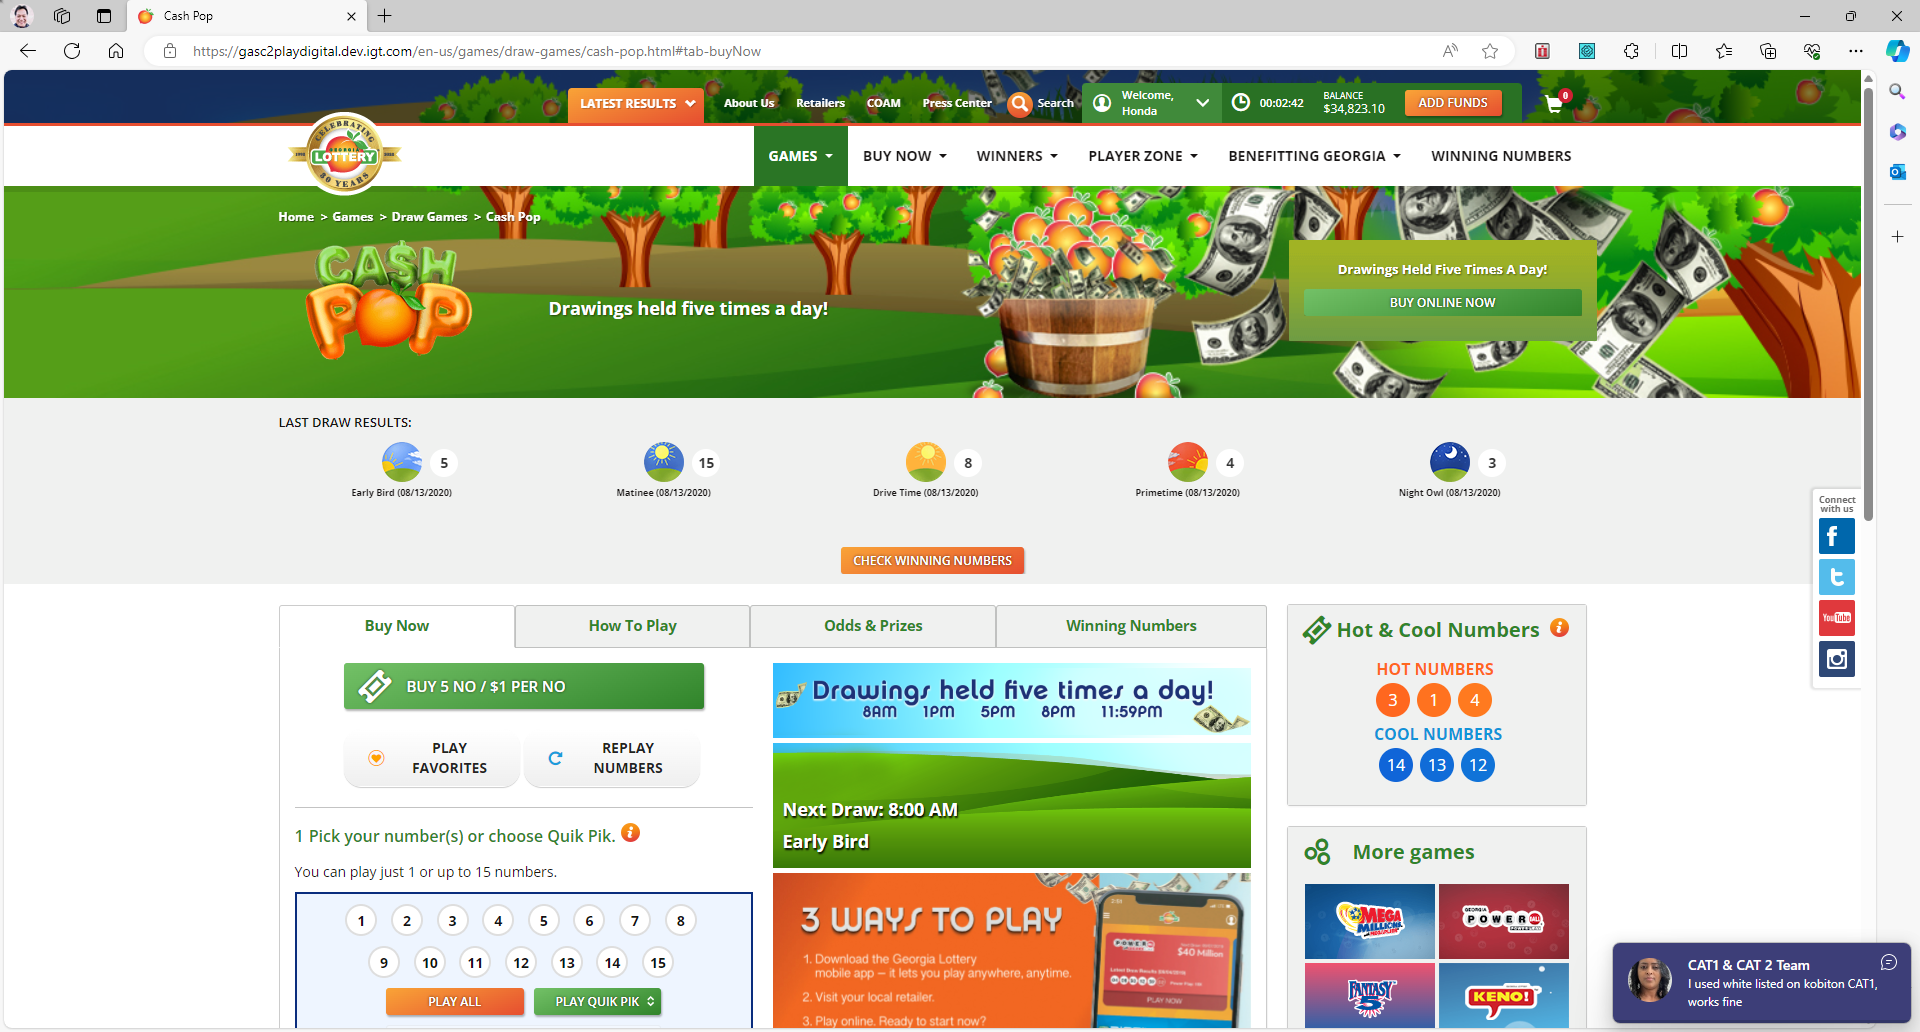 Cash Pop
https://gasc2playdigital.dev.igt.com/en-us/games/draw-games/cash-pop.html#tab-buyNow
LATEST RESULTS
About Us
Retailers
COAM
Press Center
Search
Welcome,
Honda
00:02:42
BALANCE
$34,823.10
ADD FUNDS
0
CELEBRATING
GEORGIA
LOTTERY
30 YEARS
GAMES
BUY NOW
WINNERS
PLAYER ZONE
BENEFITTING GEORGIA
WINNING NUMBERS
Home > Games > Draw Games > Cash Pop
CA$H
POP
Drawings held five times a day!
Drawings Held Five Times A Day!
BUY ONLINE NOW
LAST DRAW RESULTS:
5
Early Bird (08/13/2020)
15
Matinee (08/13/2020)
8
Drive Time (08/13/2020)
4
Primetime (08/13/2020)
3
Night Owl (08/13/2020)
CHECK WINNING NUMBERS
Connect
with us
YouTube
Buy Now
How To Play
Odds & Prizes
Winning Numbers
BUY 5 NO / $1 PER NO
PLAY
FAVORITES
REPLAY
NUMBERS
1 Pick your number(s) or choose Quik Pik.
You can play just 1 or up to 15 numbers.
1 2 3 4 5 6 7 8
9 10 11 12 13 14 15
PLAY ALL
PLAY QUIK PIK
Drawings held five times a day!
8AM 1PM 5PM 8PM 11:59PM
Next Draw: 8:00 AM
Early Bird
3 WAYS TO PLAY
1. Download the Georgia Lottery
mobile app — it lets you play anywhere, anytime.
2. Visit your local retailer.
3. Play online. Ready to start now?
POWERBALL
$40 Million
PLAY NOW
Hot & Cool Numbers
HOT NUMBERS
3 1 4
COOL NUMBERS
14 13 12
More games
MEGA
MILLIONS
GEORGIA
POWERBALL
FANTASY
5
KENO!
CAT1 & CAT 2 Team
I used white listed on kobiton CAT1,
works fine